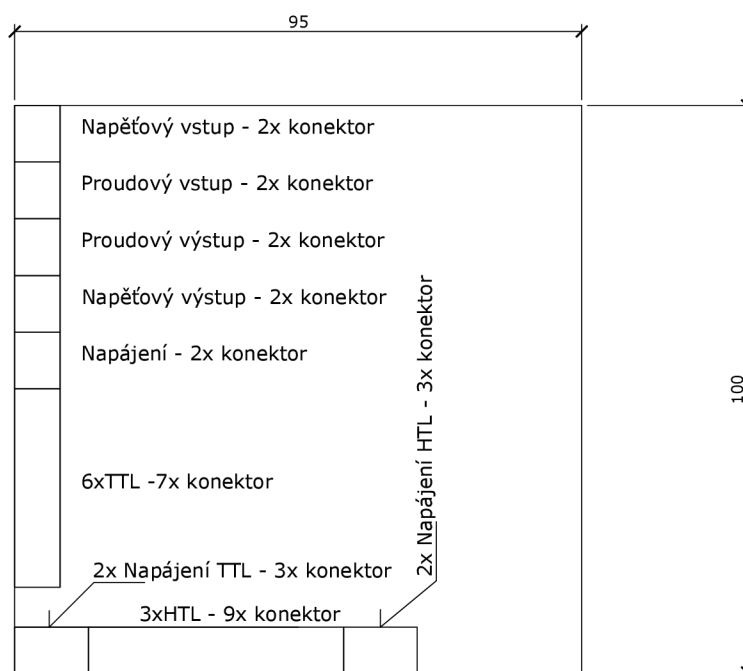 95
Napěťový vstup - 2x konektor
Proudový vstup - 2x konektor
Proudový výstup - 2x konektor
Napěťový výstup - 2x konektor
Napájení - 2x konektor
100
2x Napájení HTL - 3x konektor
6xTTL -7x konektor
2x Napájení TTL - 3x konektor
3xHTL - 9x konektor